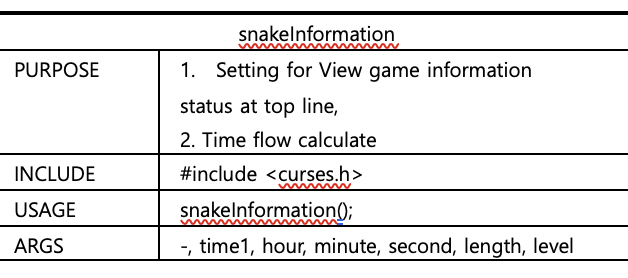 snakeInformation
PURPOSE
1. Setting for View game information
status at top line,
2. Time flow calculate
INCLUDE
#include <curses.h>
USAGE
snakeInformation();
ARGS
-, time1, hour, minute, second, length, level